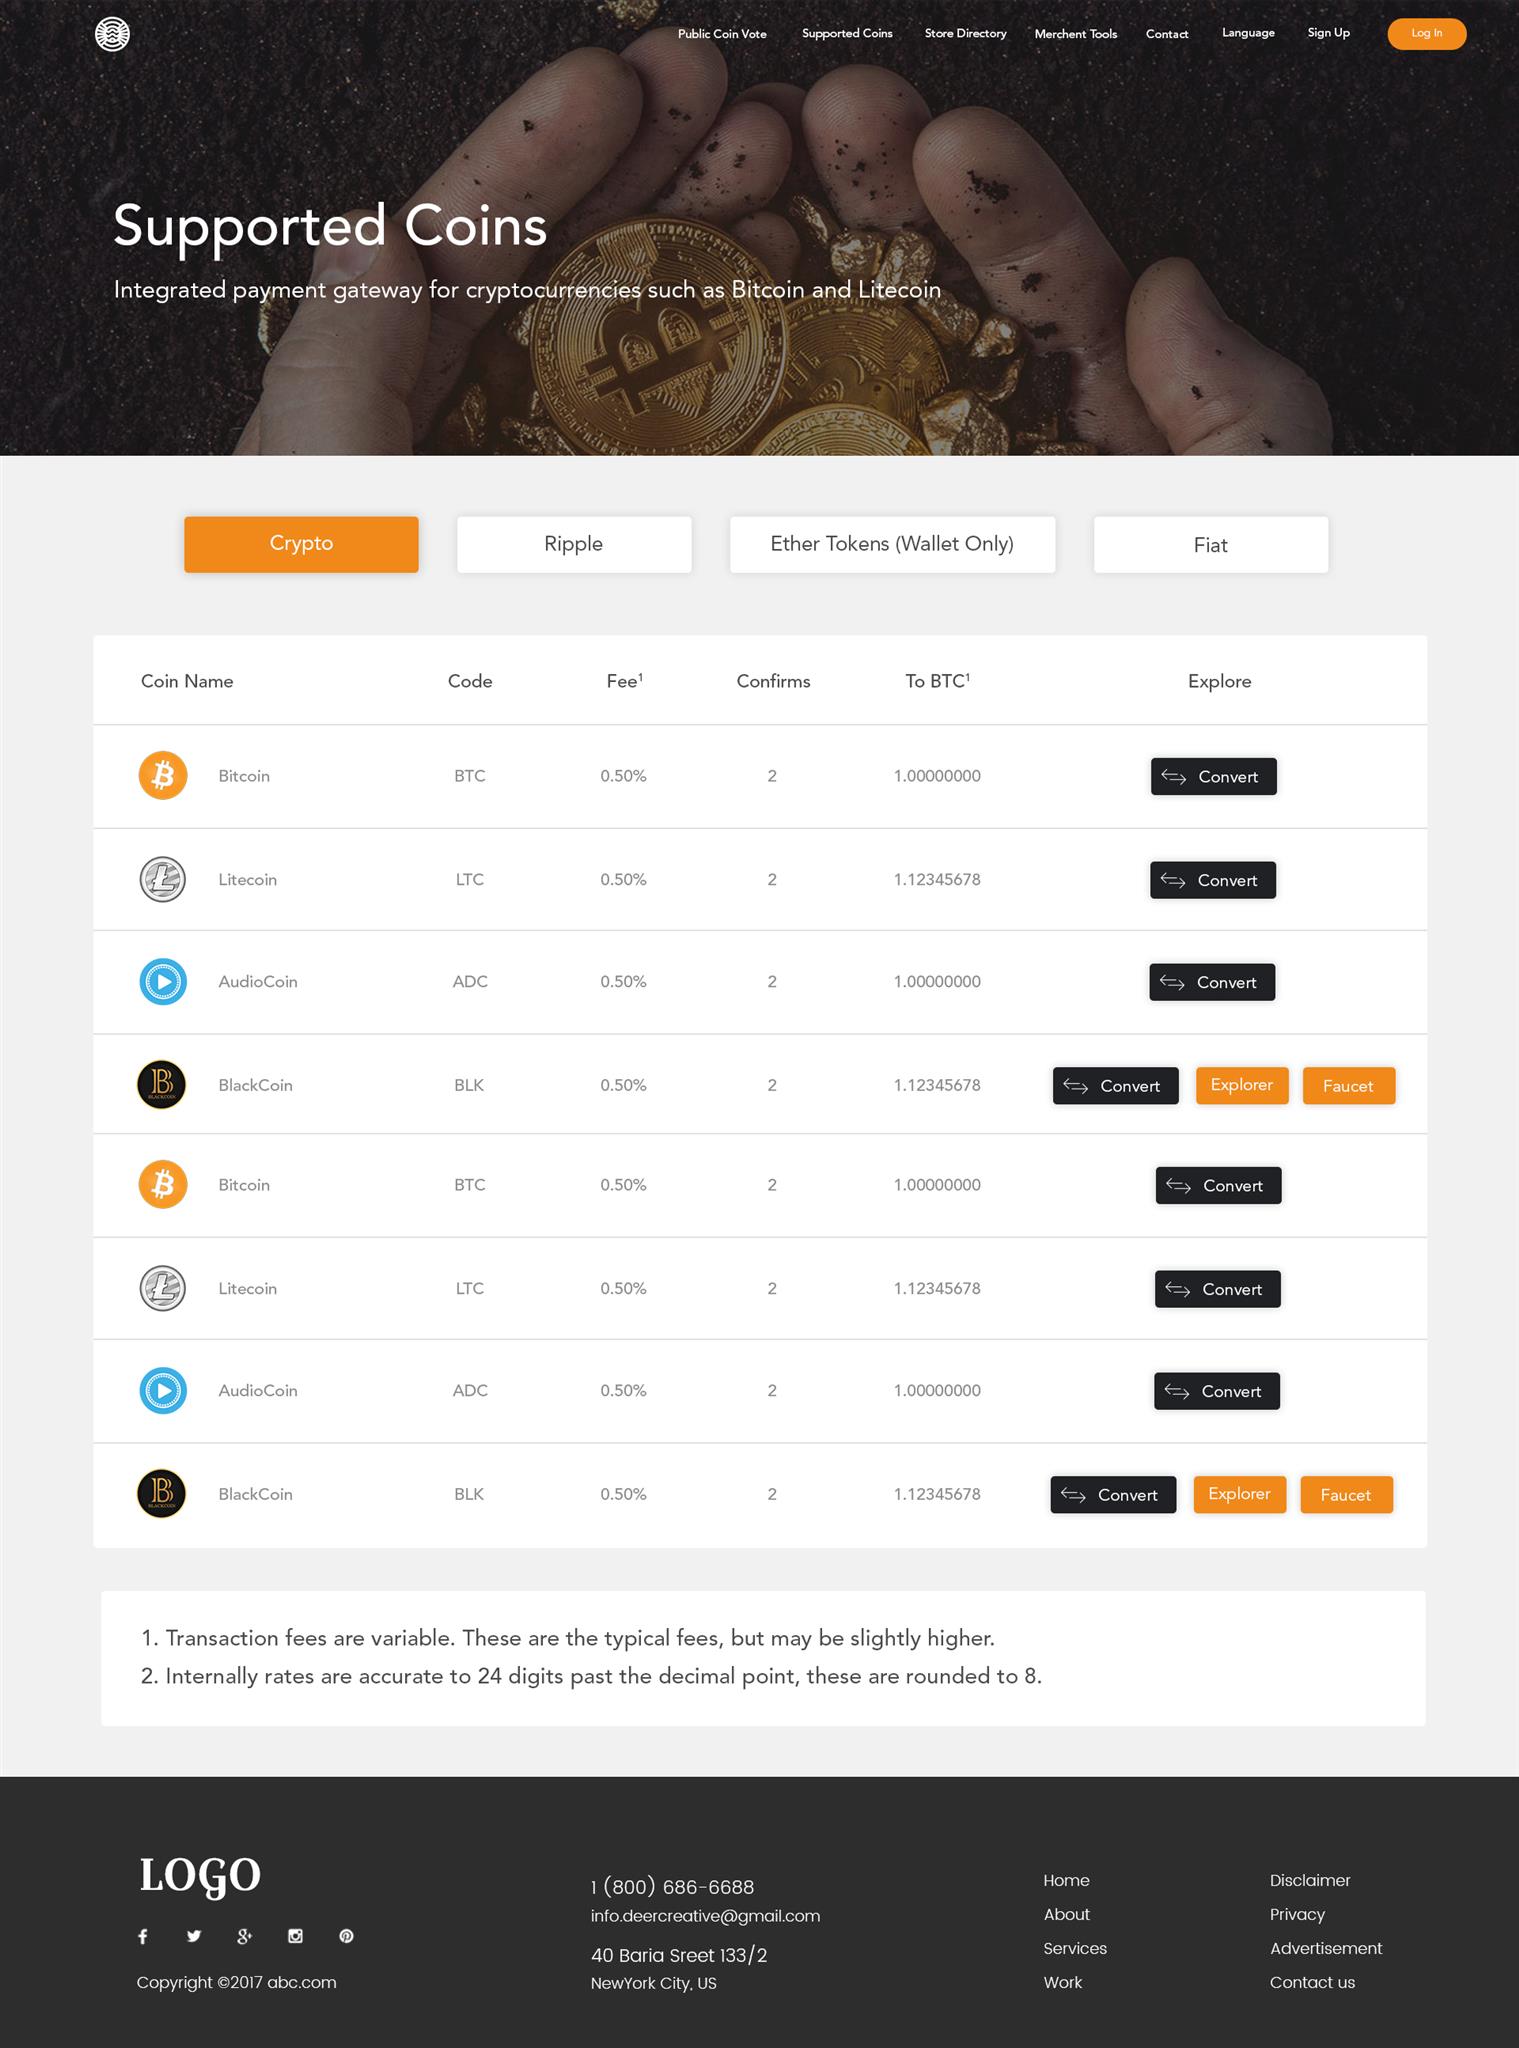 Public Coin Vote Supported Coins Store Directory Merchent Tools Contact Language Sign Up Log In
Supported Coins
Integrated payment gateway for cryptocurrencies such as Bitcoin and Litecoin
Crypto Ripple Ether Tokens (Wallet Only) Fiat
Coin Name Code Fee¹ Confirms To BTC¹ Explore
Bitcoin BTC 0.50% 2 1.00000000 Convert
Litecoin LTC 0.50% 2 1.12345678 Convert
AudioCoin ADC 0.50% 2 1.00000000 Convert
BLACKCOIN BlackCoin BLK 0.50% 2 1.12345678 Convert Explorer Faucet
Bitcoin BTC 0.50% 2 1.00000000 Convert
Litecoin LTC 0.50% 2 1.12345678 Convert
AudioCoin ADC 0.50% 2 1.00000000 Convert
BLACKCOIN BlackCoin BLK 0.50% 2 1.12345678 Convert Explorer Faucet
1. Transaction fees are variable. These are the typical fees, but may be slightly higher.
2. Internally rates are accurate to 24 digits past the decimal point, these are rounded to 8.
LOGO
Copyright ©2017 abc.com
1 (800) 686-6688
info.deercreative@gmail.com
40 Baria Sreet 133/2
NewYork City, US
Home
About
Services
Work
Disclaimer
Privacy
Advertisement
Contact us